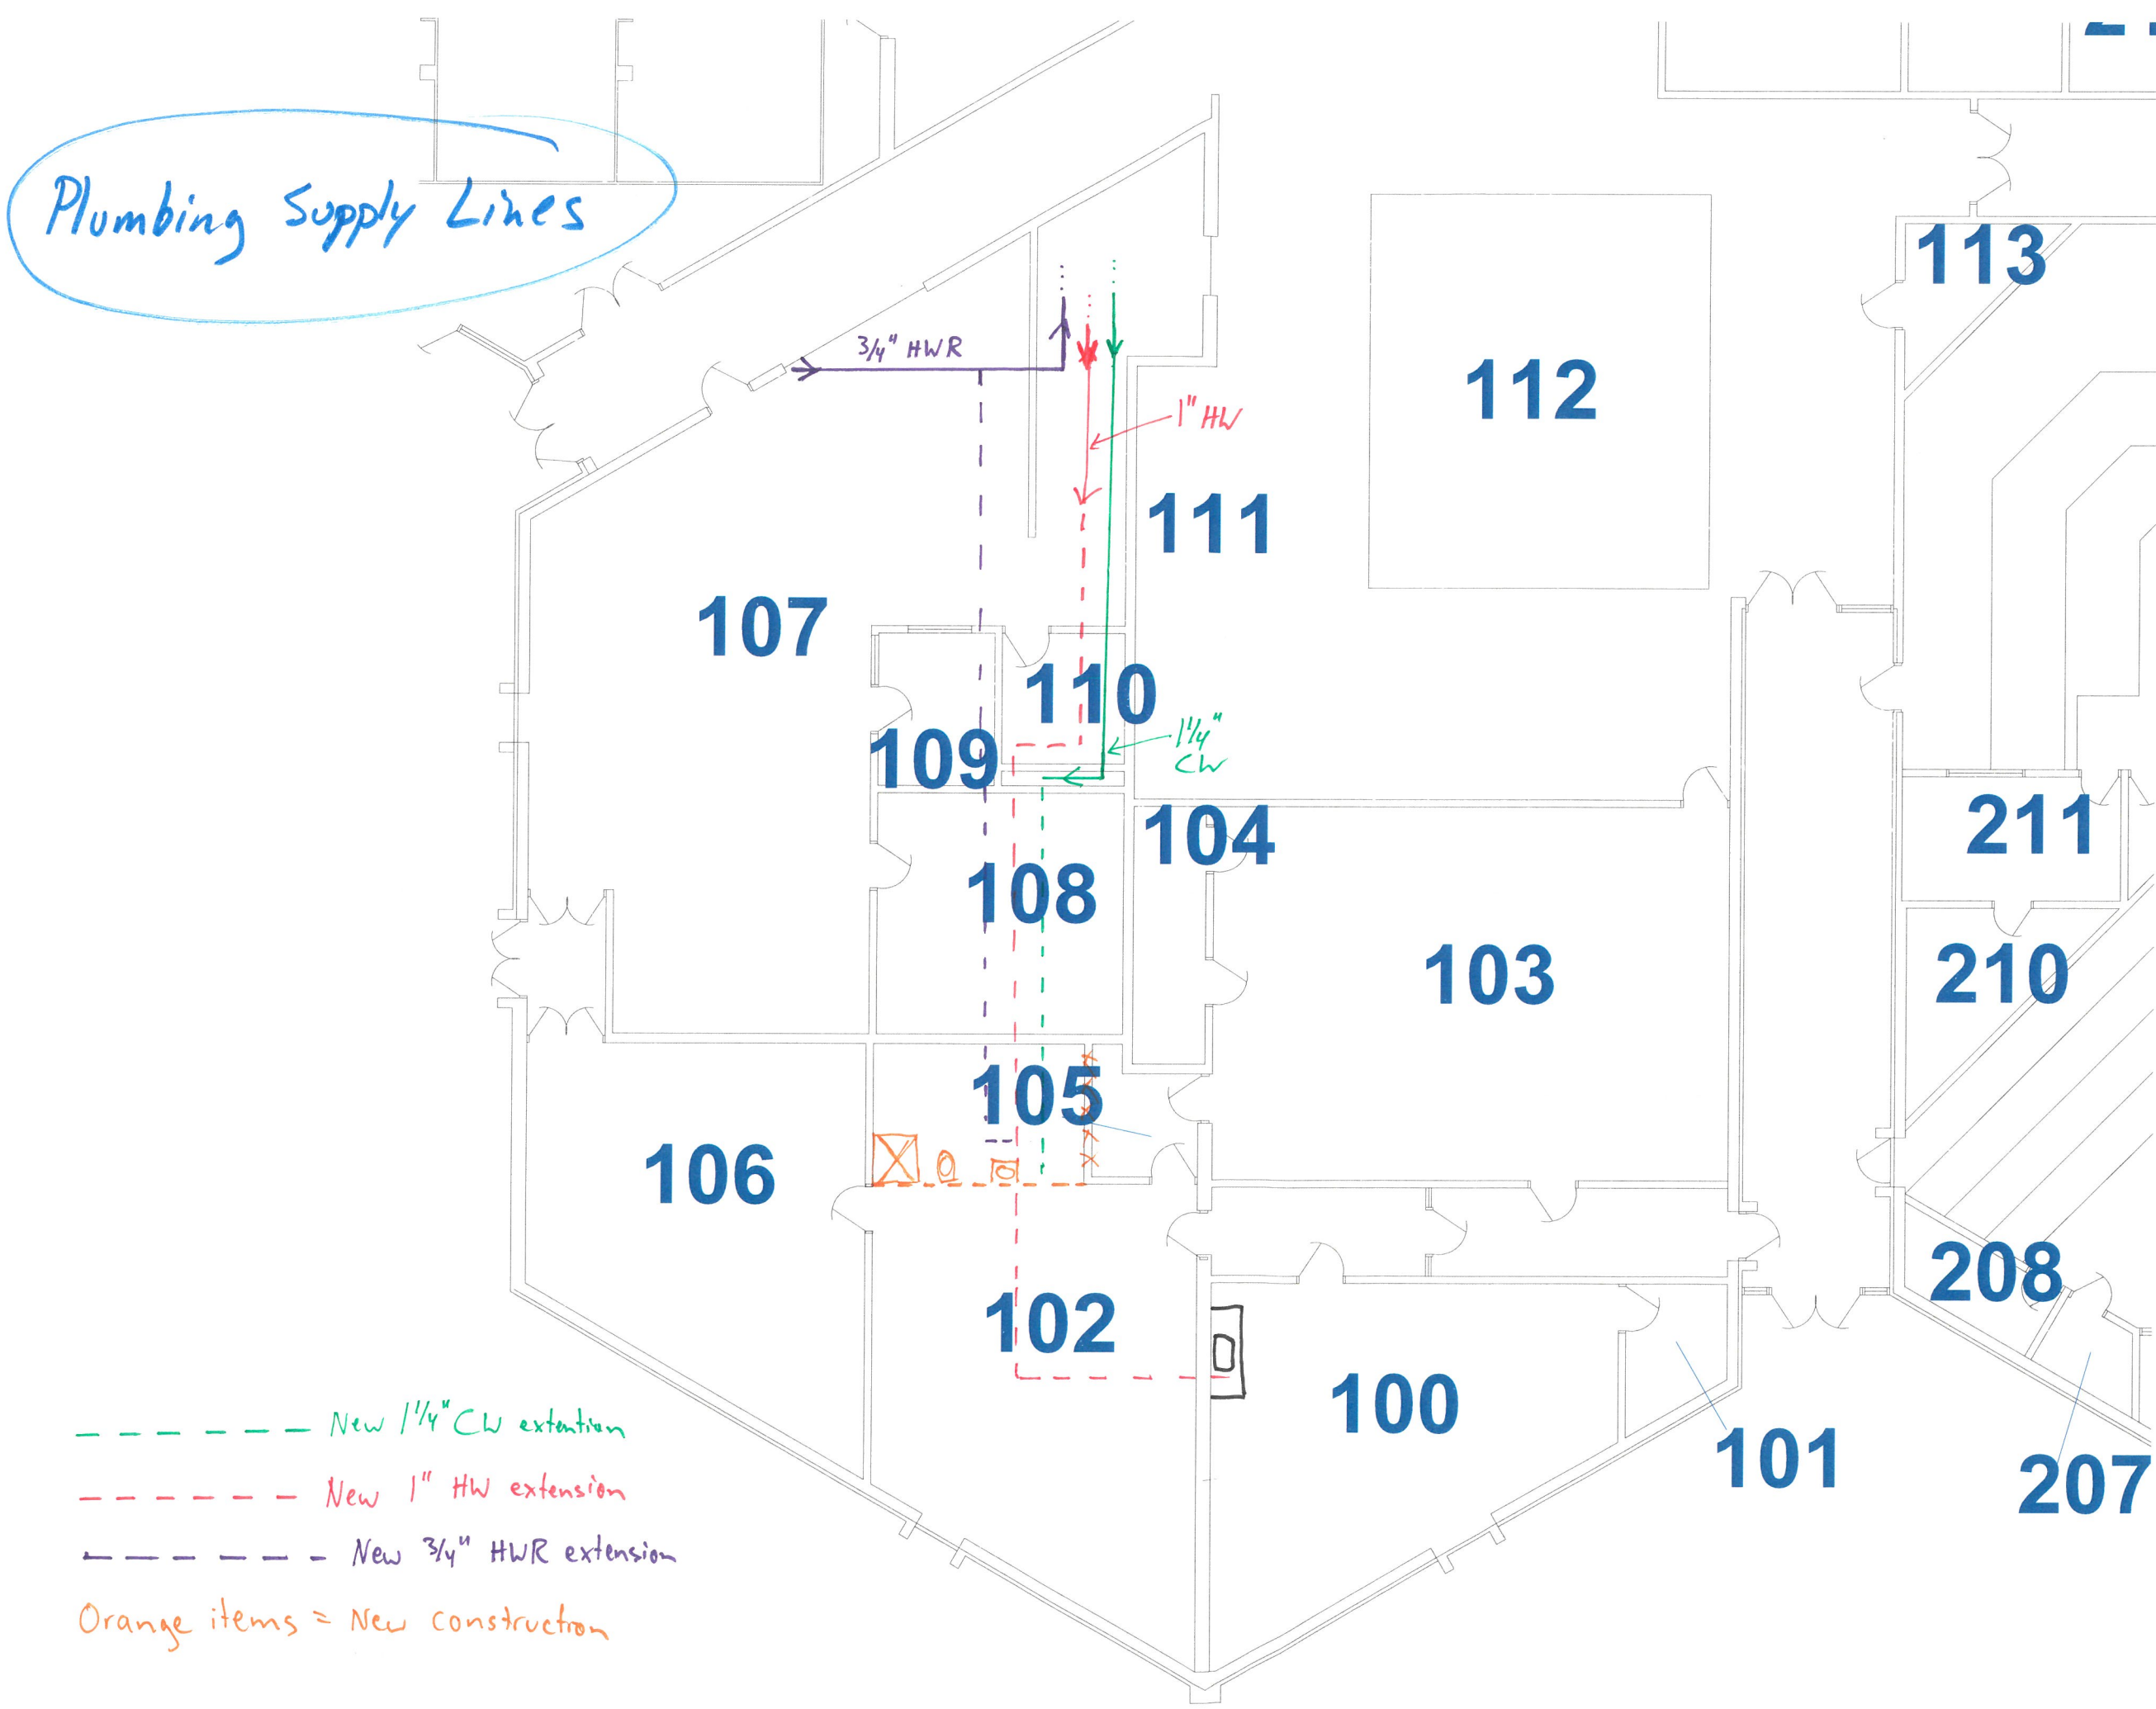 Plumbing Supply Lines
113
3/4" HWR
112
1" HW
111
107
110
1 1/4"
CW
109
104
211
108
103
210
105
106
208
102
100
New 1 1/4" CW extention
101
207
New 1" HW extension
New 3/4" HWR extension
Orange items = New construction